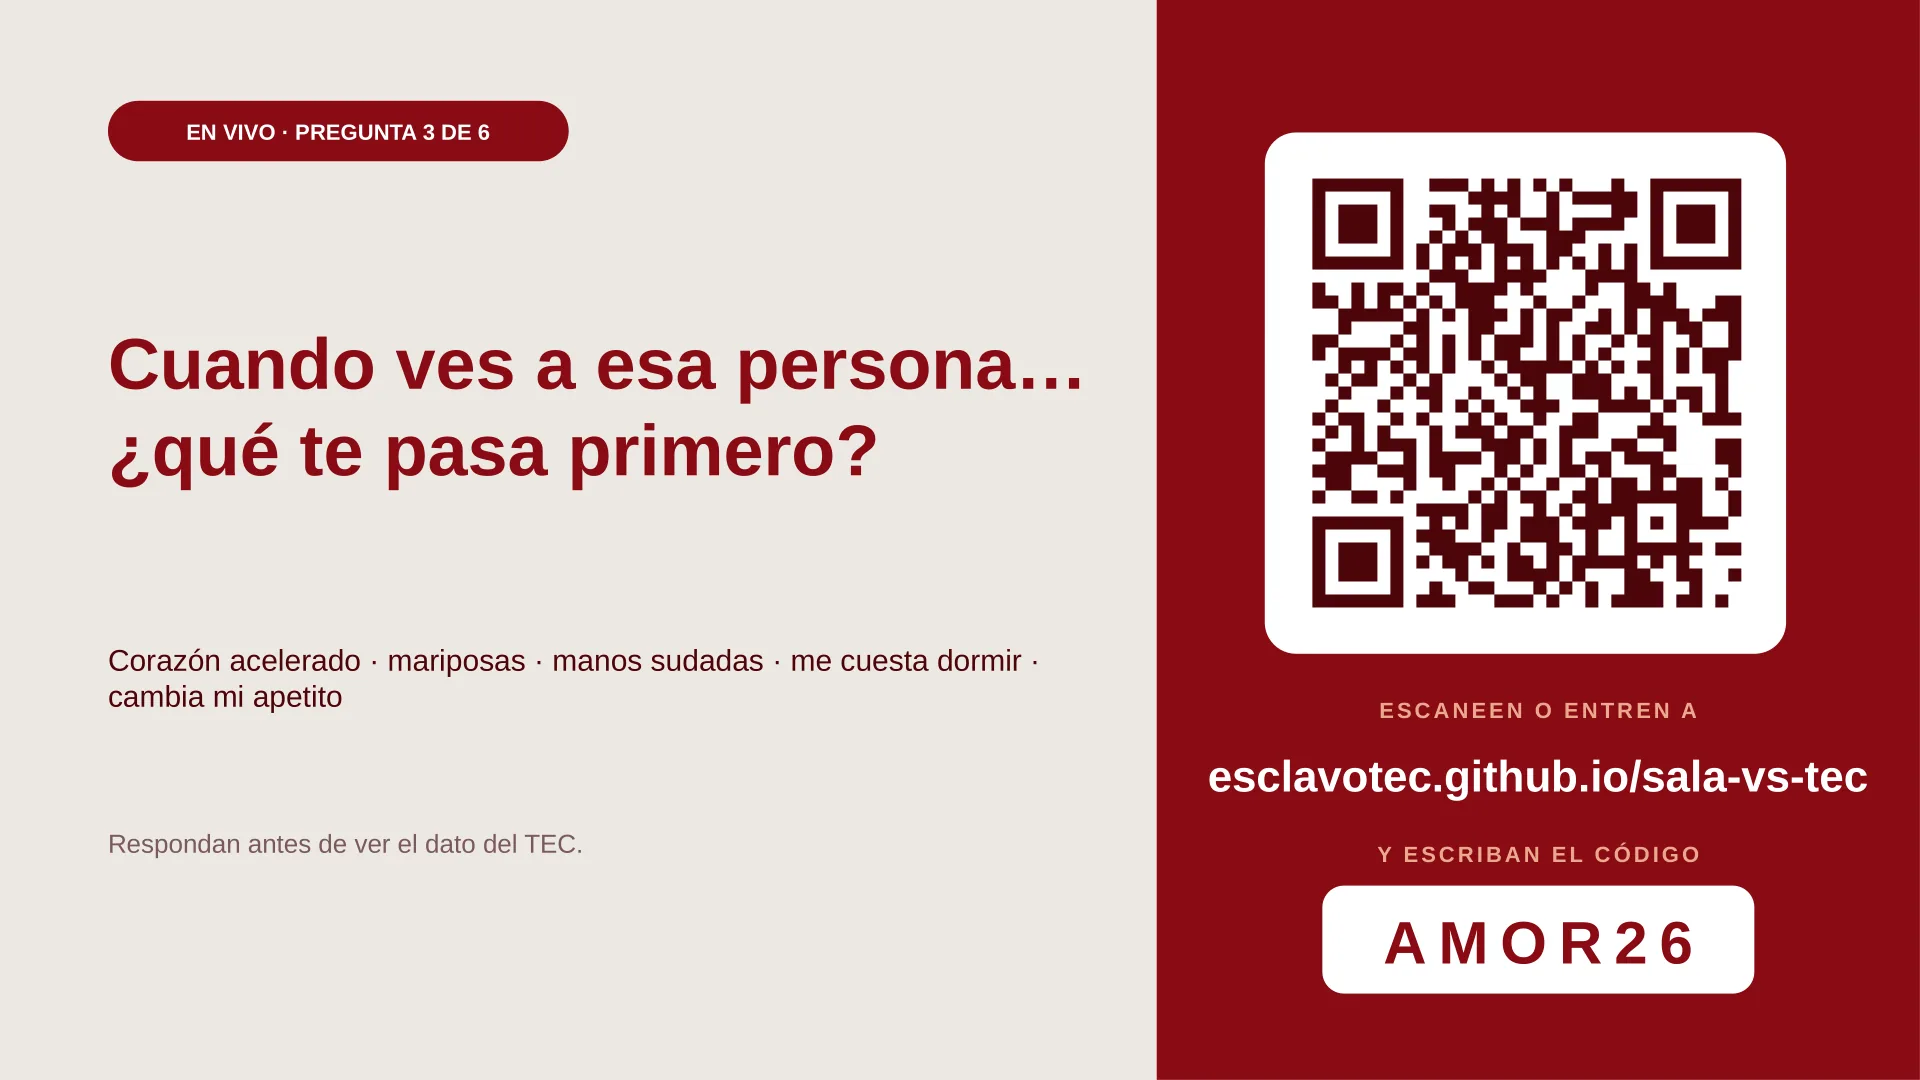 EN VIVO · PREGUNTA 3 DE 6
Cuando ves a esa persona…
¿qué te pasa primero?
Corazón acelerado · mariposas · manos sudadas · me cuesta dormir ·
cambia mi apetito
Respondan antes de ver el dato del TEC.
ESCANEEN O ENTREN A
esclavotec.github.io/sala-vs-tec
Y ESCRIBAN EL CÓDIGO
AMOR26